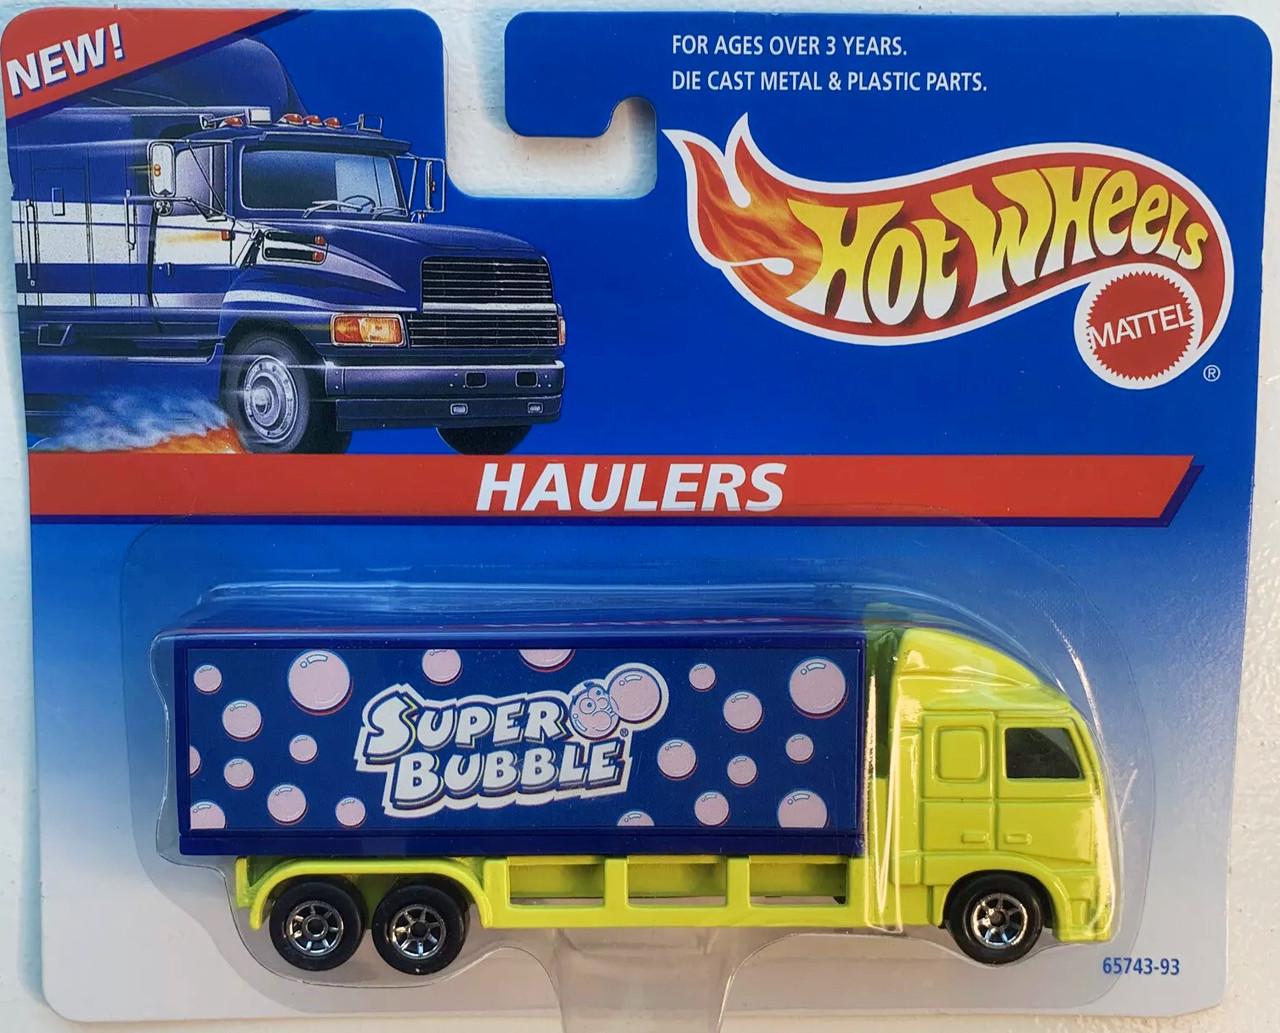 NEW!
FOR AGES OVER 3 YEARS.
DIE CAST METAL & PLASTIC PARTS.
HOT WHEELS
MATTEL
®
HAULERS
SUPER
BUBBLE®
65743-93